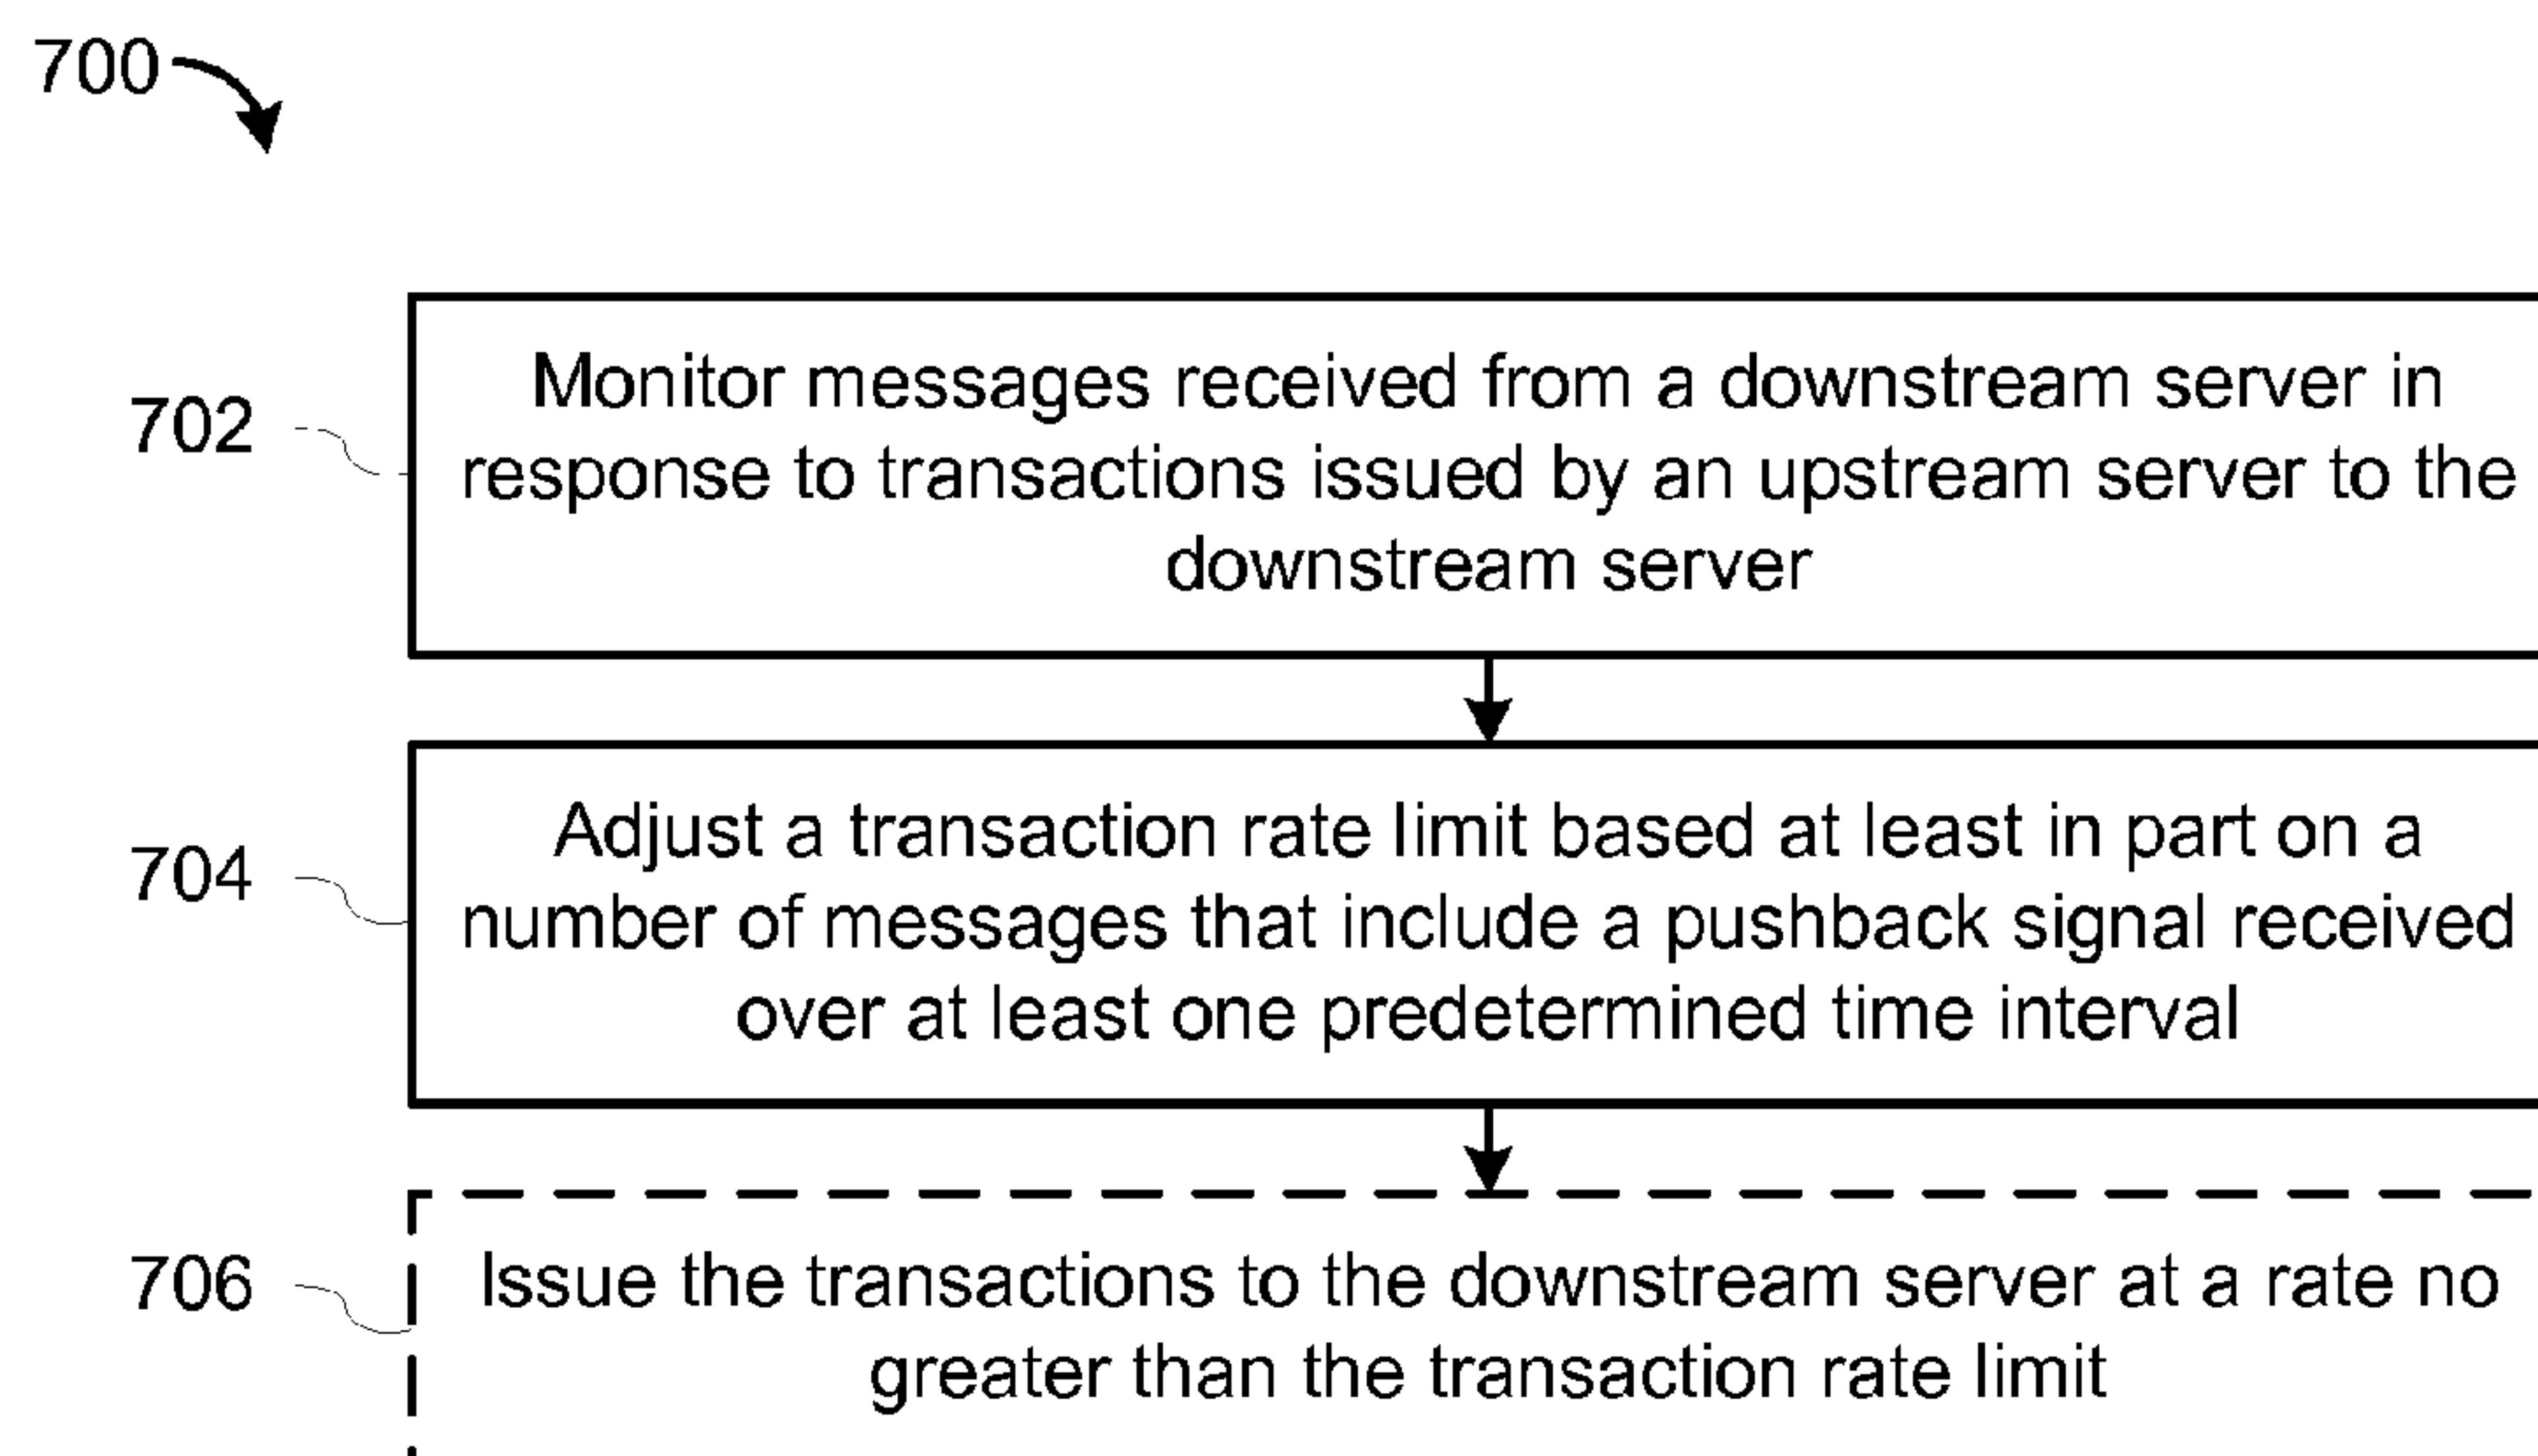 700
702
Monitor messages received from a downstream server in
response to transactions issued by an upstream server to the
downstream server
704
Adjust a transaction rate limit based at least in part on a
number of messages that include a pushback signal received
over at least one predetermined time interval
706
Issue the transactions to the downstream server at a rate no
greater than the transaction rate limit